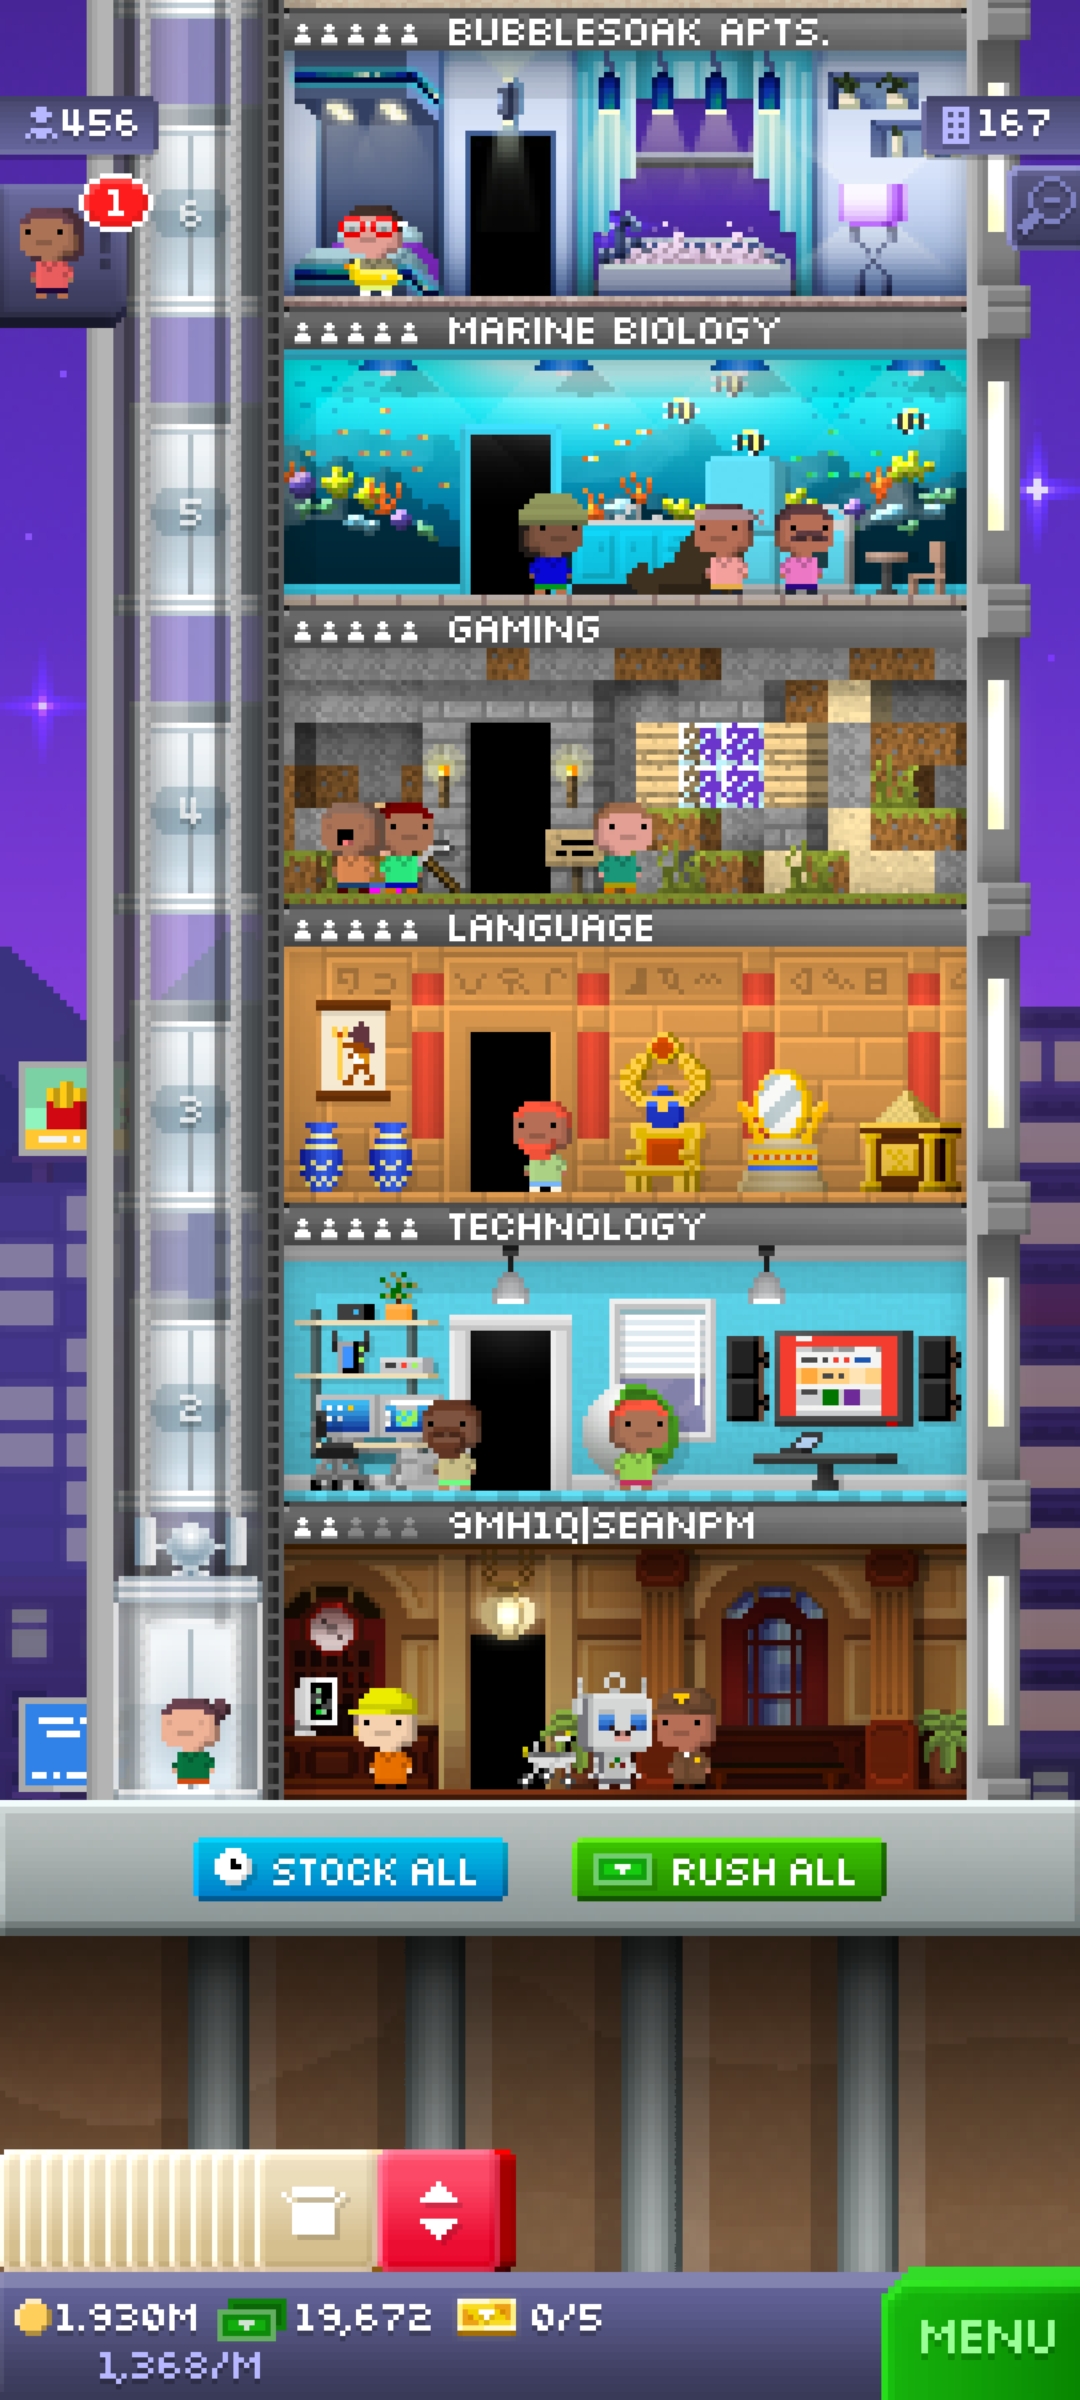 BUBBLESOAK APTS.
456
167
1
6
MARINE BIOLOGY
5
GAMING
4
LANGUAGE
3
TECHNOLOGY
2
9MH1Q|SEANPM
STOCK ALL
RUSH ALL
1.930M 19,672 0/5
1,368/M
MENU